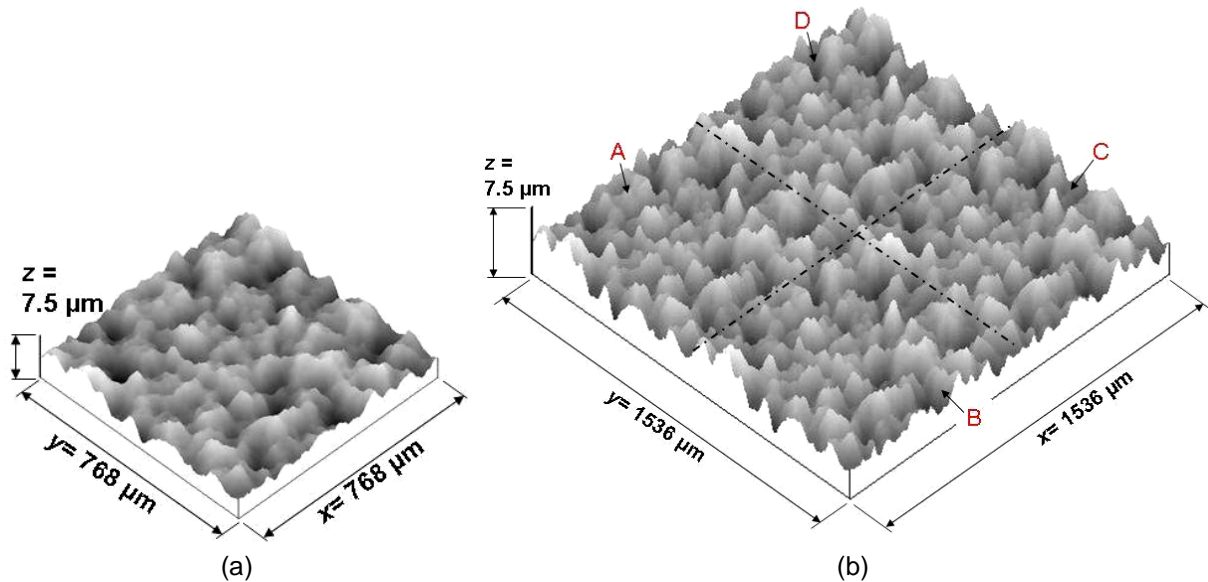 z =
7.5 µm
y= 768 µm
x= 768 µm
(a)
D
A
C
z =
7.5 µm
B
y= 1536 µm
x= 1536 µm
(b)